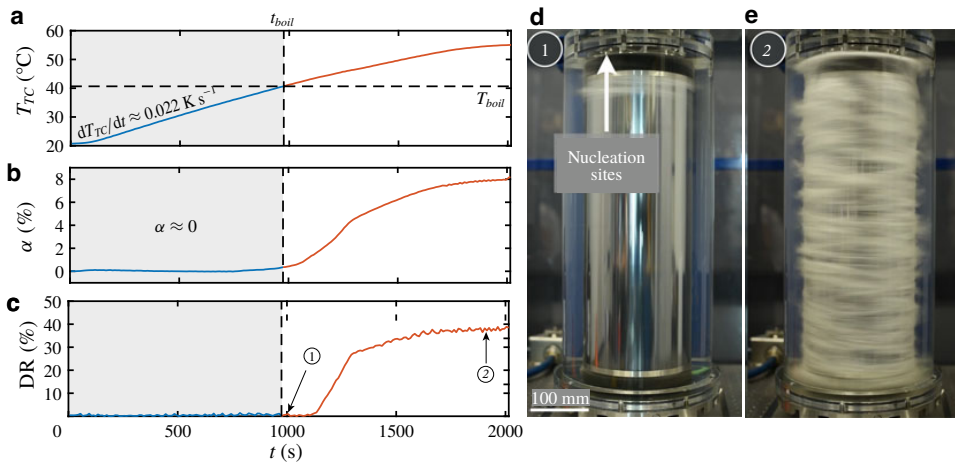 a
t_boil
60
50
40
30
20
T_TC (°C)
dT_TC/dt ≈ 0.022 K s⁻¹
T_boil
b
8
6
4
2
0
α (%)
α ≈ 0
c
50
40
30
20
10
0
DR (%)
1
2
0
500
1000
1500
2000
t (s)
d
1
Nucleation
sites
100 mm
e
2